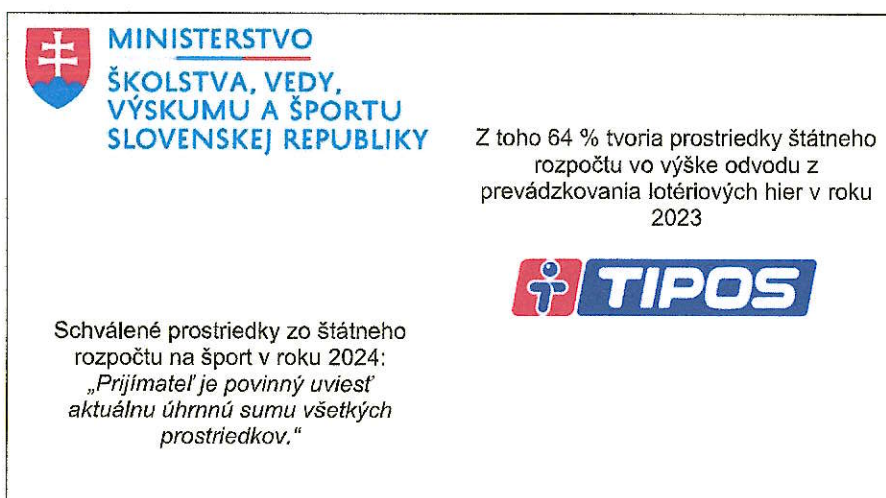 MINISTERSTVO
ŠKOLSTVA, VEDY,
VÝSKUMU A ŠPORTU
SLOVENSKEJ REPUBLIKY
Z toho 64 % tvoria prostriedky štátneho
rozpočtu vo výške odvodu z
prevádzkovania lotériových hier v roku
2023
TIPOS
Schválené prostriedky zo štátneho
rozpočtu na šport v roku 2024:
„Prijímateľ je povinný uviesť
aktuálnu úhrnnú sumu všetkých
prostriedkov.“